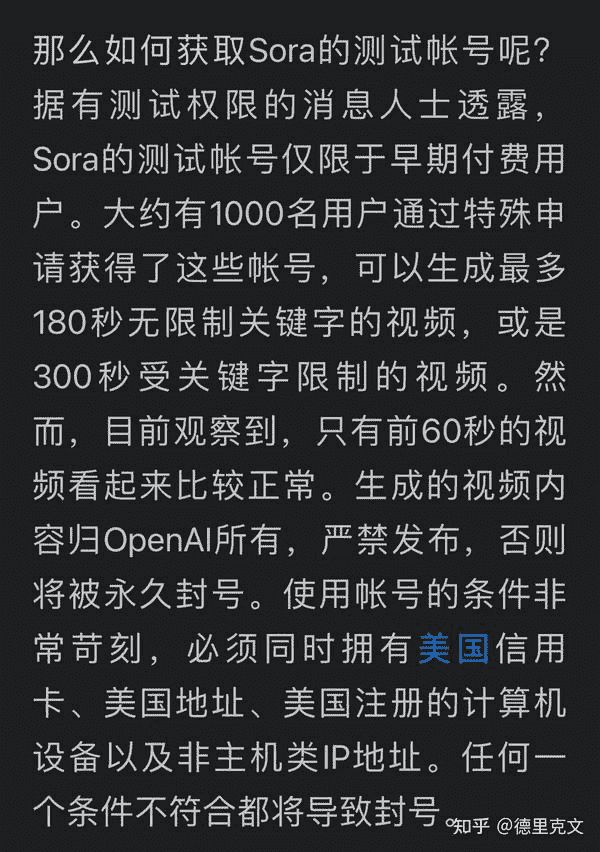 那么如何获取Sora的测试帐号呢？
据有测试权限的消息人士透露，
Sora的测试帐号仅限于早期付费用
户。大约有1000名用户通过特殊申
请获得了这些帐号，可以生成最多
180秒无限制关键字的视频，或是
300秒受关键字限制的视频。然
而，目前观察到，只有前60秒的视
频看起来比较正常。生成的视频内
容归OpenAI所有，严禁发布，否则
将被永久封号。使用帐号的条件非
常苛刻，必须同时拥有美国信用
卡、美国地址、美国注册的计算机
设备以及非主机类IP地址。任何一
个条件不符合都将导致封号。
知乎 @德里克文